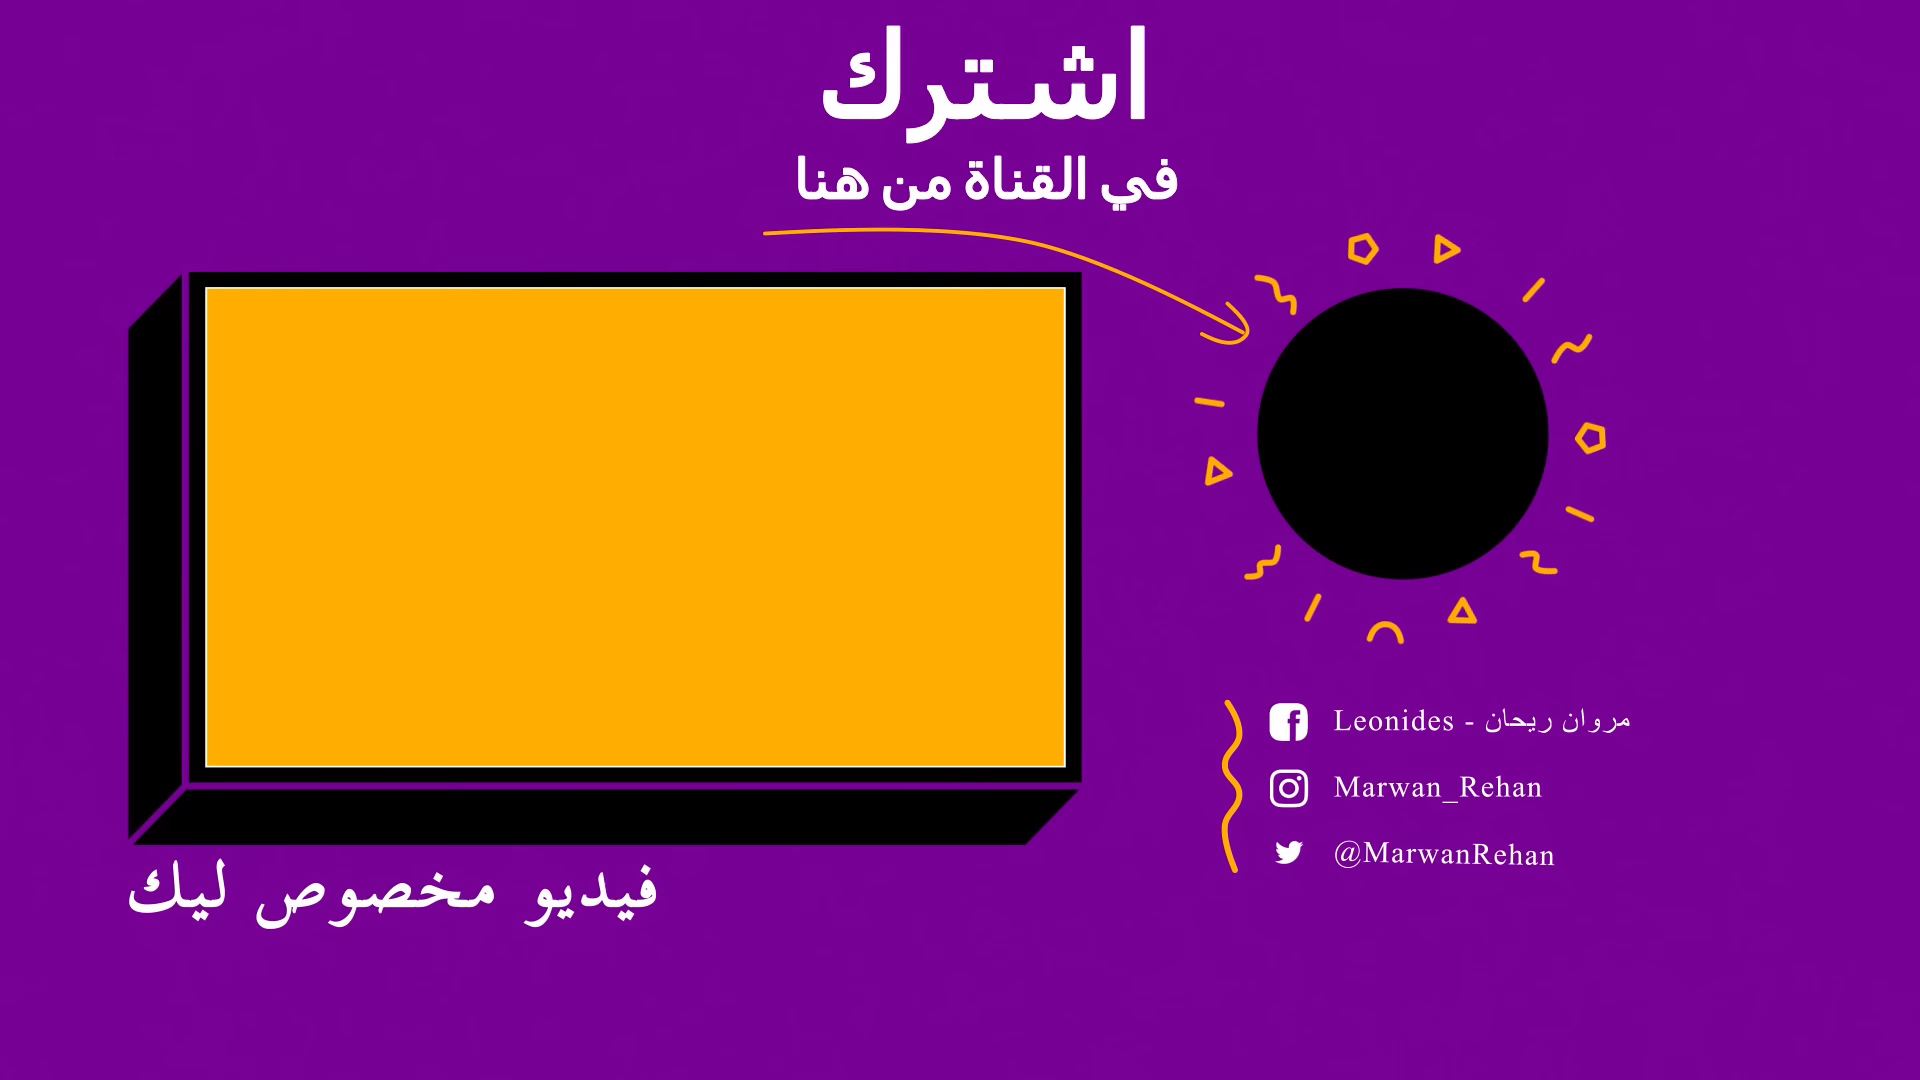 اشترك
في القناة من هنا
Leonides - مروان ريحان
Marwan_Rehan
@MarwanRehan
فيديو مخصوص ليك